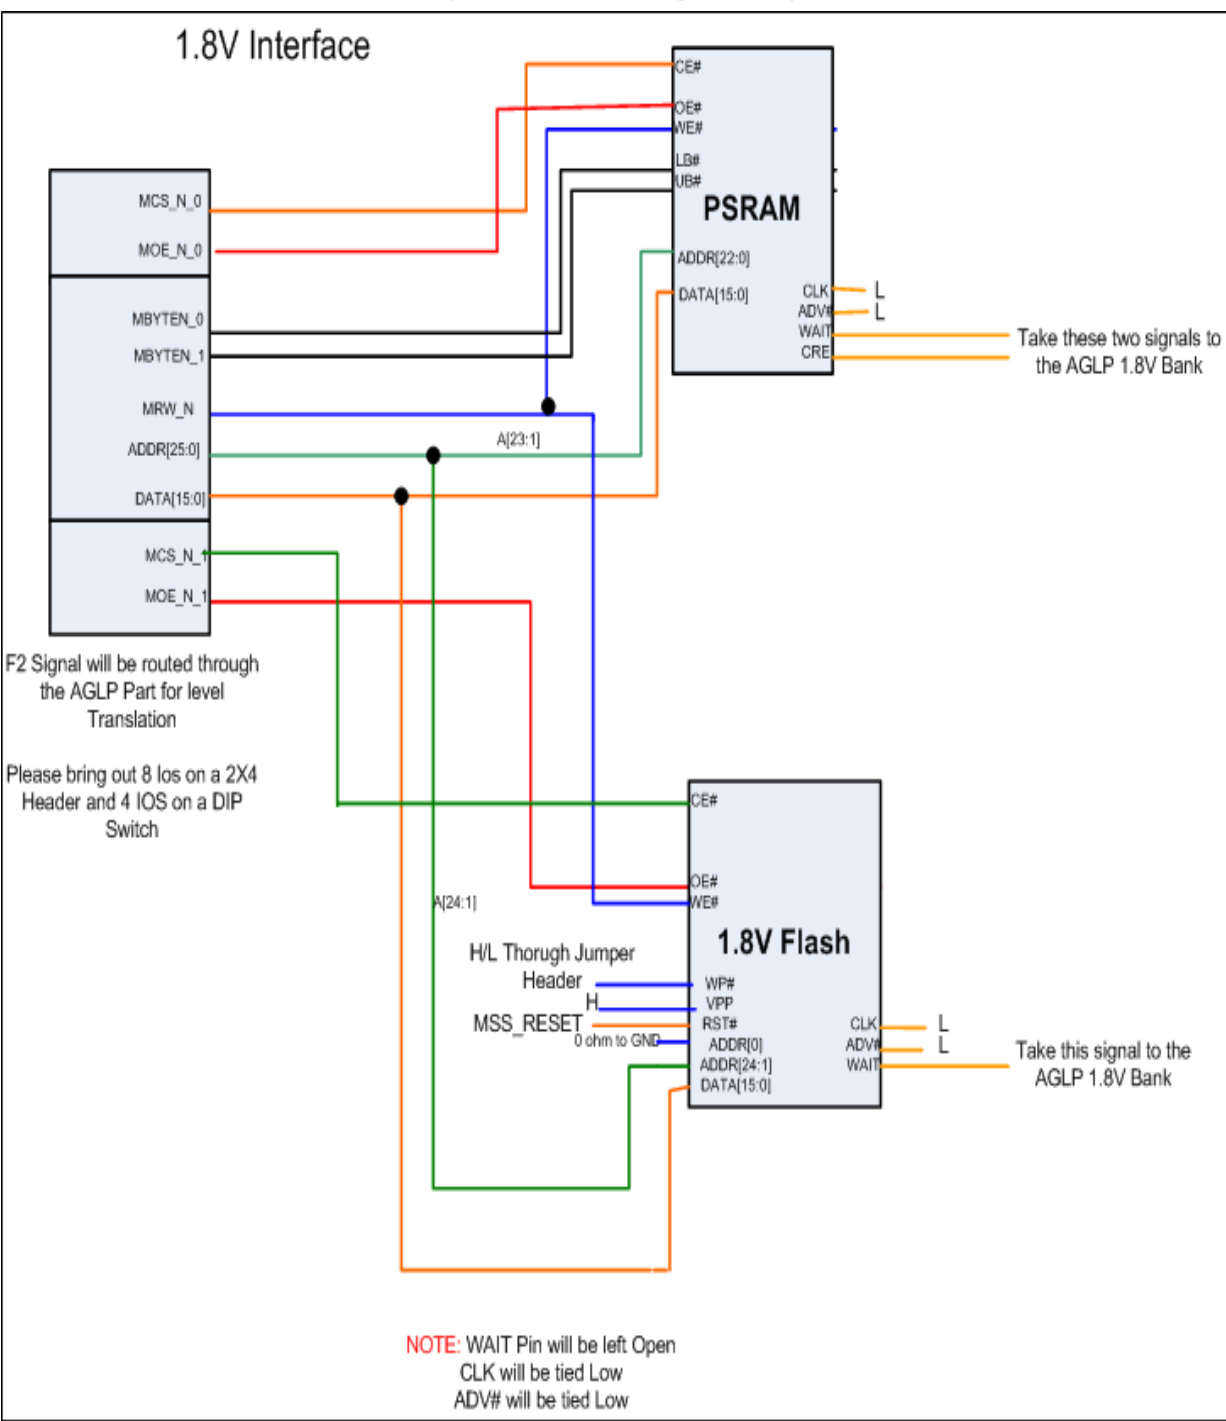 1.8V Interface
MCS_N_0
MOE_N_0
MBYTEN_0
MBYTEN_1
MRW_N
ADDR[25:0]
DATA[15:0]
MCS_N_1
MOE_N_1
F2 Signal will be routed through
the AGLP Part for level
Translation
Please bring out 8 Ios on a 2X4
Header and 4 IOS on a DIP
Switch
A[23:1]
A[24:1]
CE#
OE#
WE#
LB#
UB#
PSRAM
ADDR[22:0]
DATA[15:0]
CLK
ADV#
WAIT
CRE
L
L
Take these two signals to
the AGLP 1.8V Bank
CE#
OE#
WE#
1.8V Flash
H/L Thorugh Jumper
Header
H
MSS_RESET
0 ohm to GND
WP#
VPP
RST#
ADDR[0]
ADDR[24:1]
DATA[15:0]
CLK
ADV#
WAIT
L
L
Take this signal to the
AGLP 1.8V Bank
NOTE: WAIT Pin will be left Open
CLK will be tied Low
ADV# will be tied Low